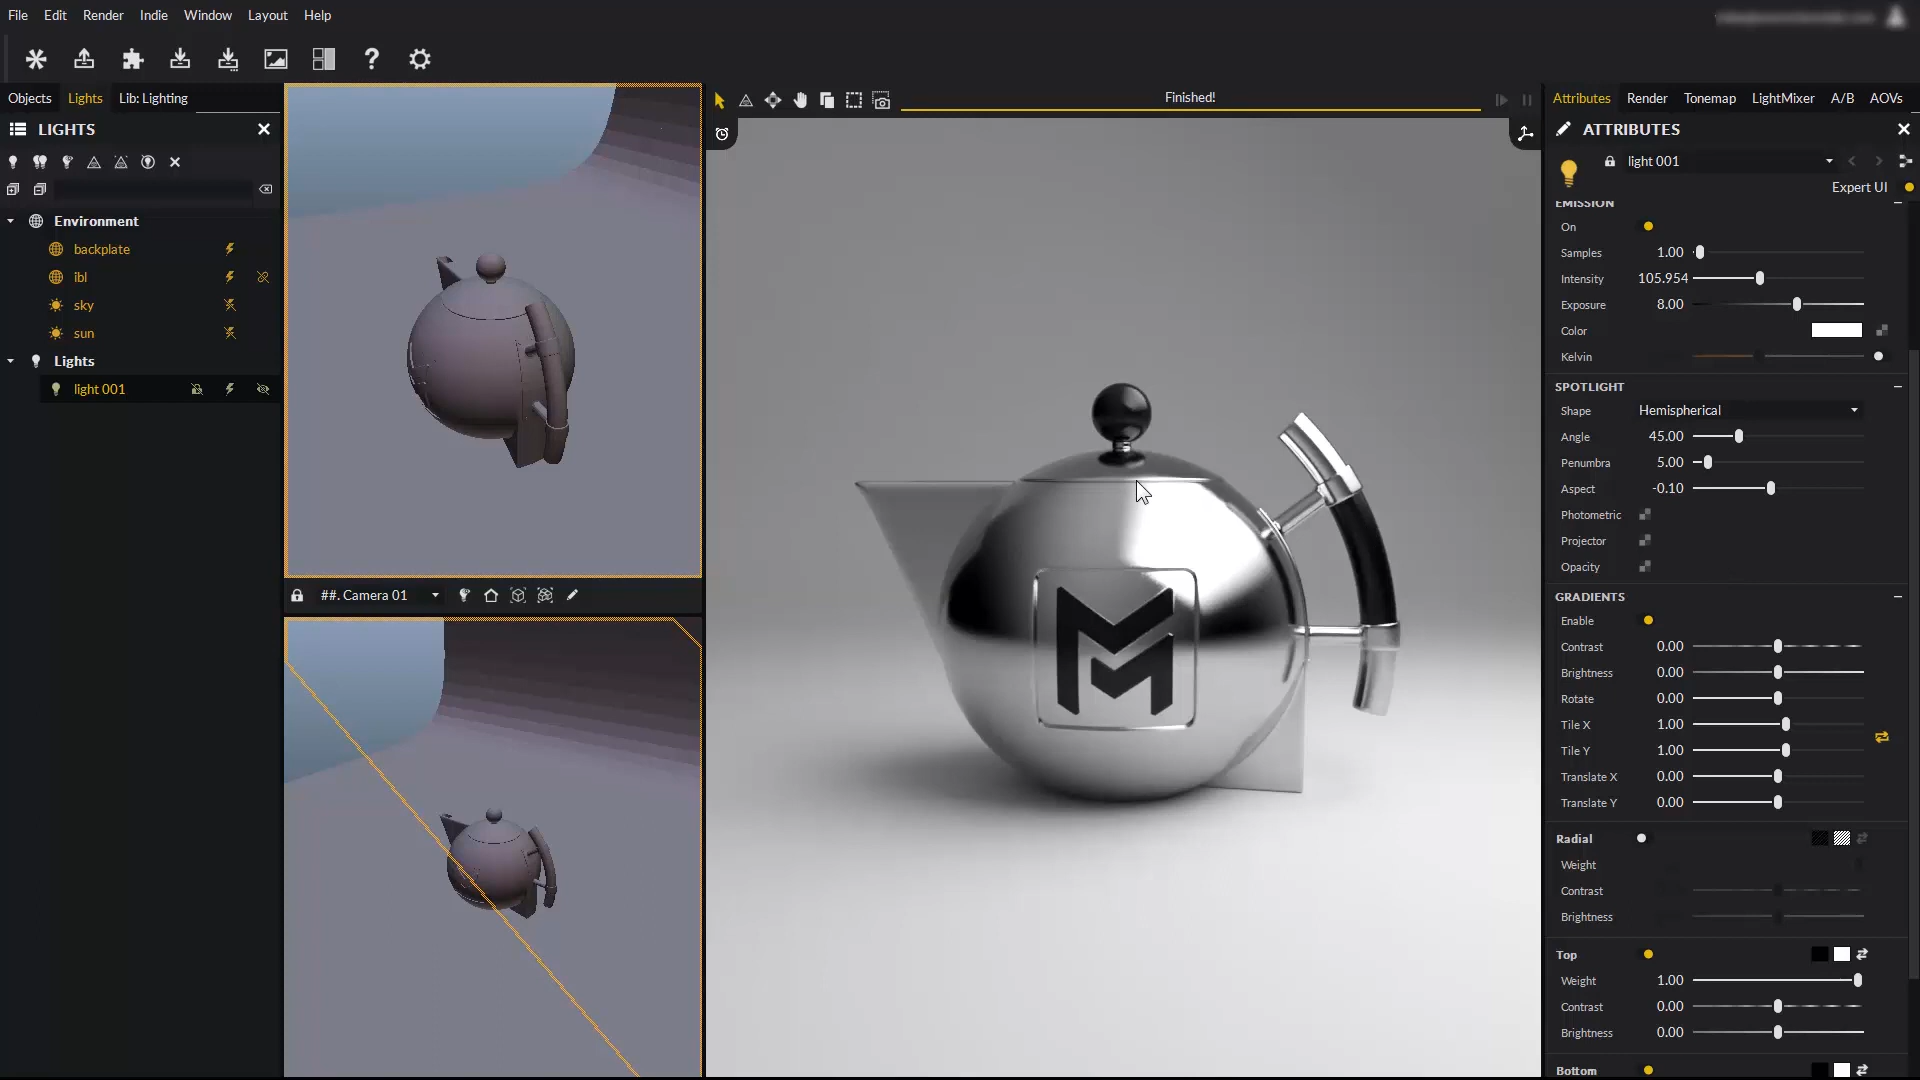 File Edit Render Indie Window Layout Help
Objects Lights Lib: Lighting
LIGHTS
Environment
backplate
ibl
sky
sun
Lights
light 001
##. Camera 01
Finished!
M
Attributes Render Tonemap LightMixer A/B AOVs
ATTRIBUTES
light 001
Expert UI
EMISSION
On
Samples 1.00
Intensity 105.954
Exposure 8.00
Color
Kelvin
SPOTLIGHT
Shape Hemispherical
Angle 45.00
Penumbra 5.00
Aspect -0.10
Photometric
Projector
Opacity
GRADIENTS
Enable
Contrast 0.00
Brightness 0.00
Rotate 0.00
Tile X 1.00
Tile Y 1.00
Translate X 0.00
Translate Y 0.00
Radial
Weight
Contrast
Brightness
Top
Weight 1.00
Contrast 0.00
Brightness 0.00
Bottom